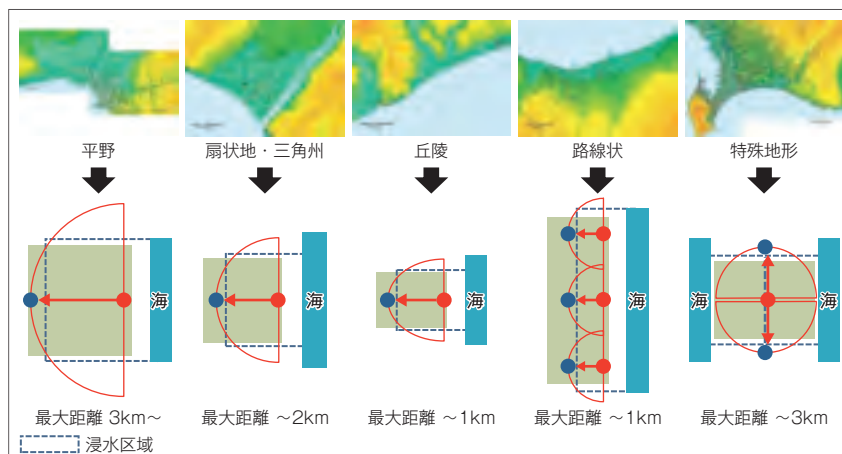 平野
扇状地・三角州
丘陵
路線状
特殊地形
海
海
海
海
海
海
最大距離 3km～
最大距離 ～2km
最大距離 ～1km
最大距離 ～1km
最大距離 ～3km
浸水区域